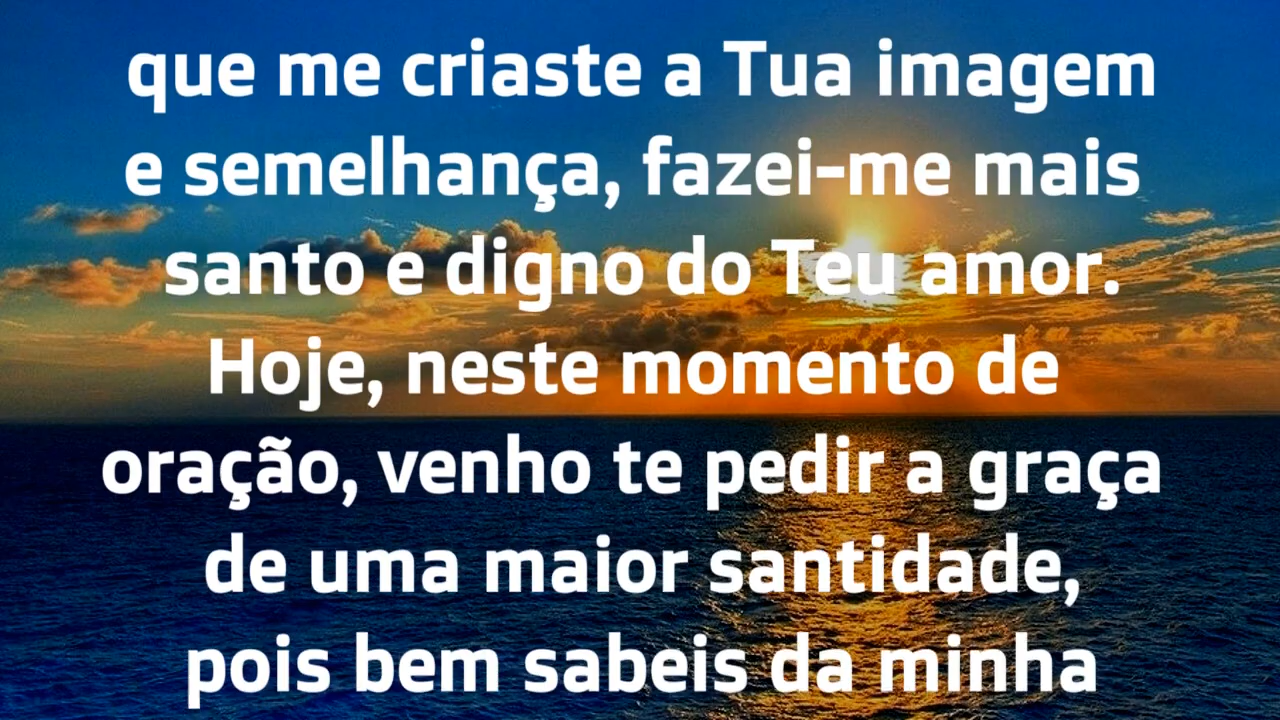 que me criaste a Tua imagem
e semelhança, fazei-me mais
santo e digno do Teu amor.
Hoje, neste momento de
oração, venho te pedir a graça
de uma maior santidade,
pois bem sabeis da minha